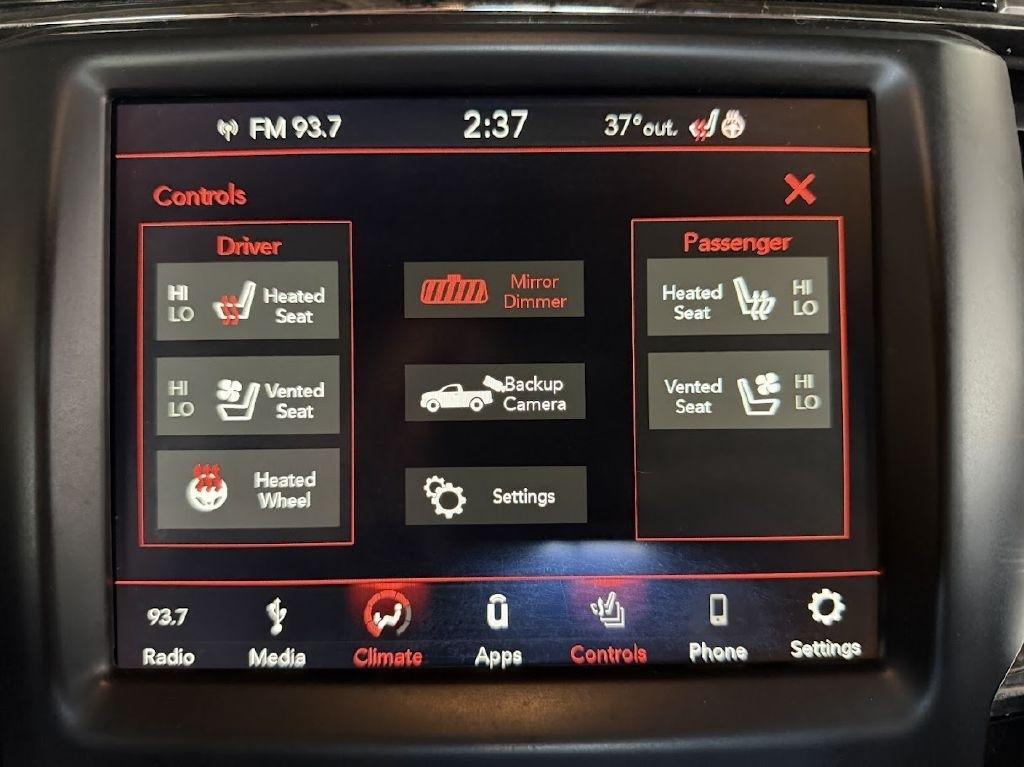 FM 93.7
2:37
37° out.
Controls
Driver
HI
LO
Heated
Seat
HI
LO
Vented
Seat
Heated
Wheel
Mirror
Dimmer
Backup
Camera
Settings
Passenger
Heated
Seat
HI
LO
Vented
Seat
HI
LO
93.7
Radio
Media
Climate
Apps
Controls
Phone
Settings